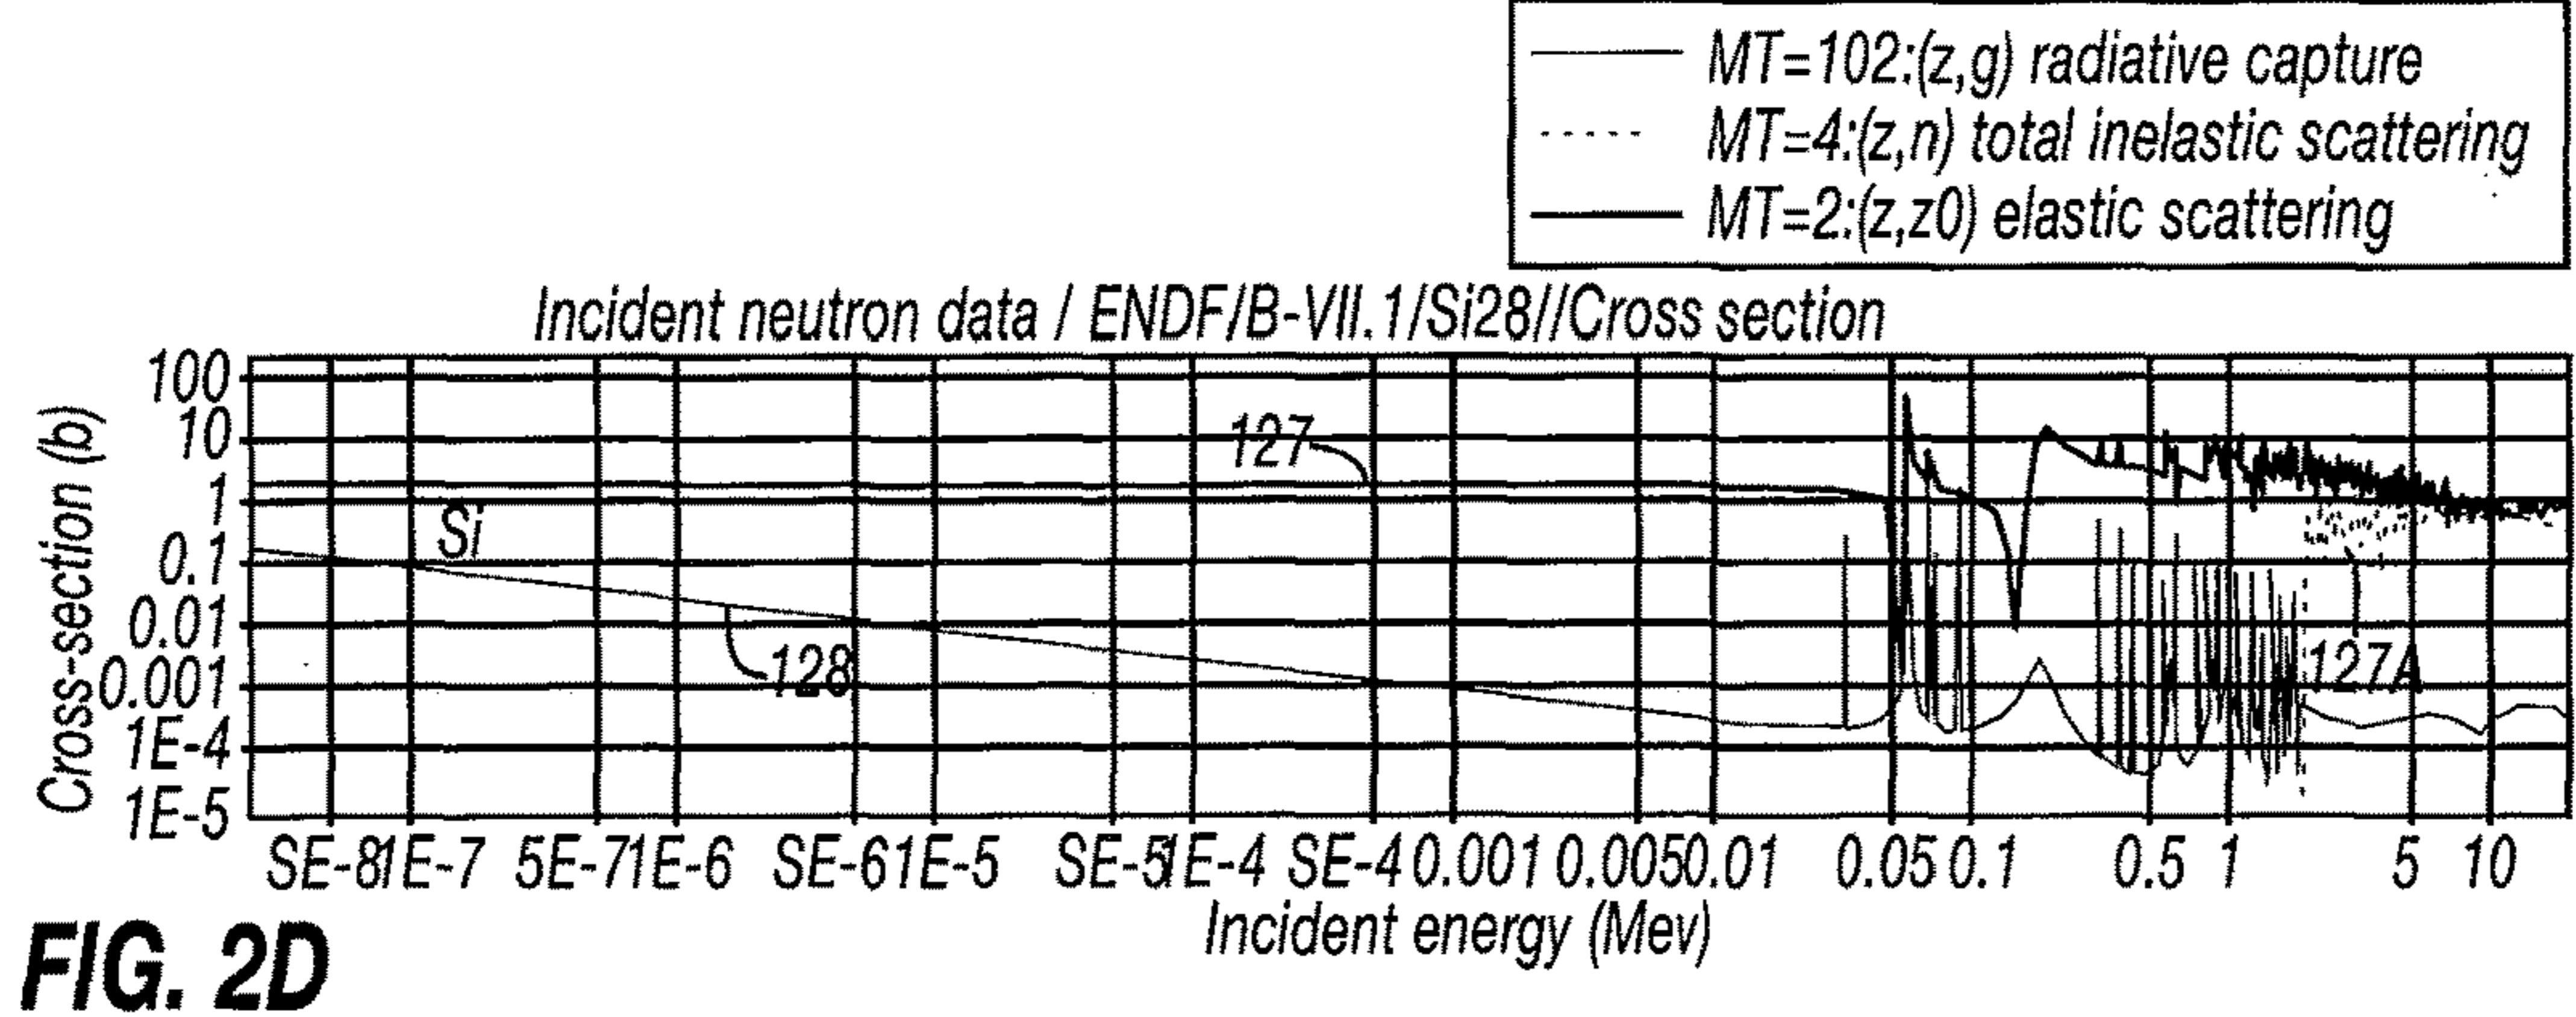 MT=102:(z,g) radiative capture
MT=4:(z,n) total inelastic scattering
MT=2:(z,z0) elastic scattering
Incident neutron data / ENDF/B-VII.1/Si28//Cross section
Cross-section (b)
100
10
1
0.1
0.01
0.001
1E-4
1E-5
127
Si
128
127A
SE-8 1E-7 5E-7 1E-6 SE-6 1E-5 SE-5 1E-4 SE-4 0.001 0.005 0.01 0.05 0.1 0.5 1 5 10
Incident energy (Mev)
FIG. 2D